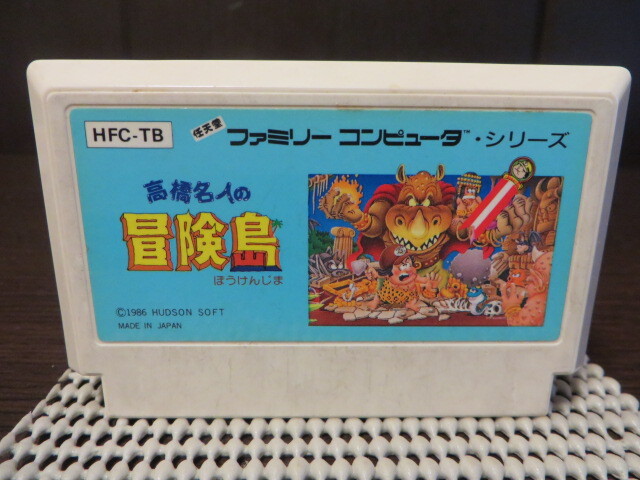 HFC-TB
任天堂
ファミリー コンピュータ™・シリーズ
高橋名人の
冒険島
ぼうけんじま
©1986 HUDSON SOFT
MADE IN JAPAN